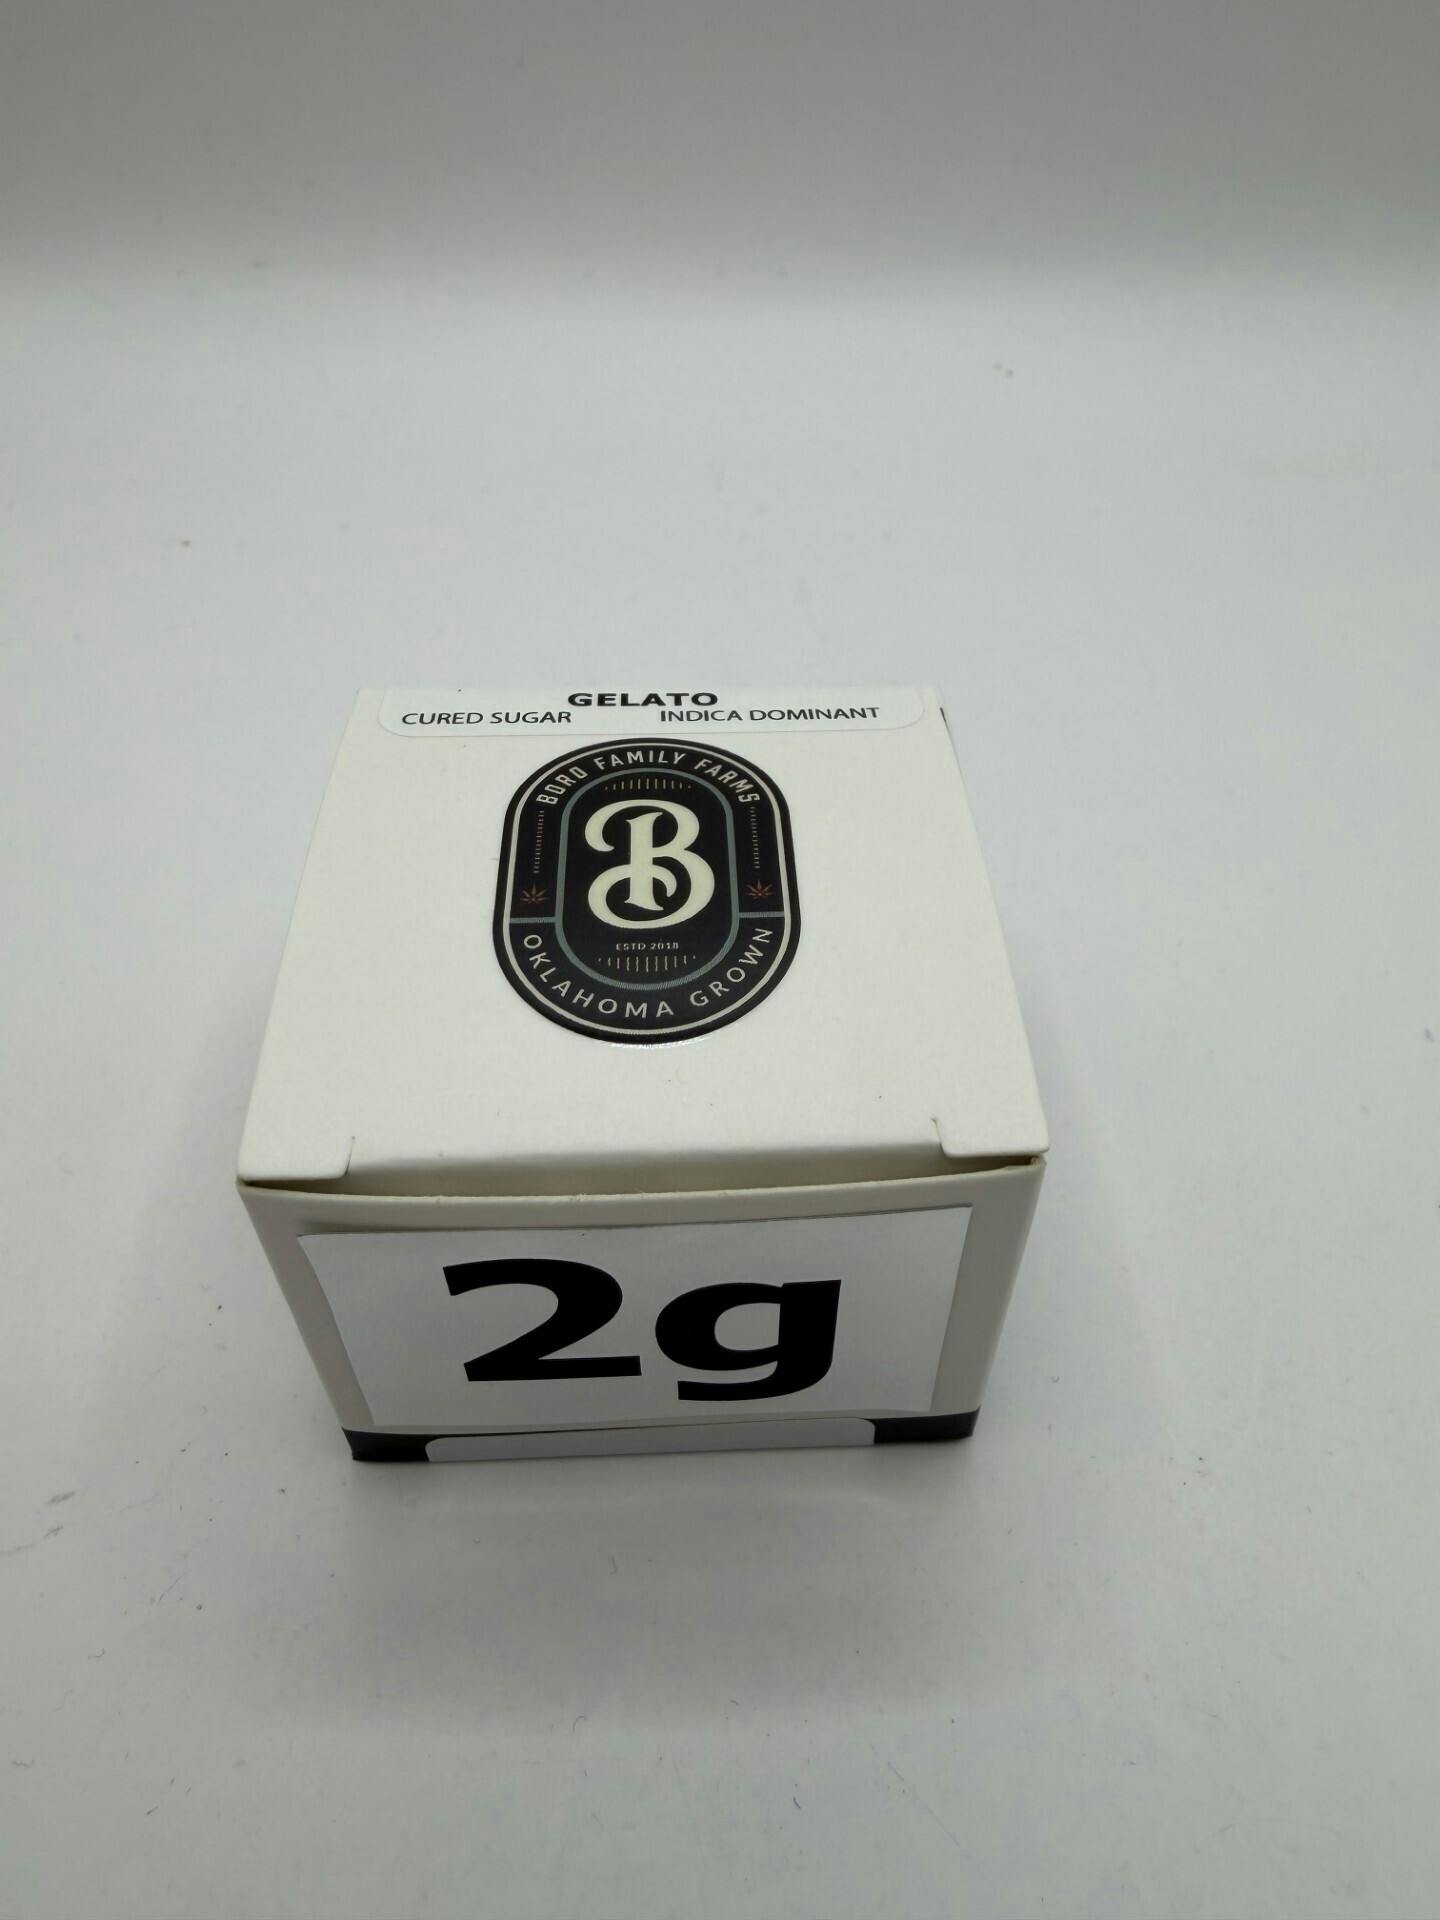 GELATO
CURED SUGAR INDICA DOMINANT
BORO FAMILY FARMS
B
ESTD 2018
OKLAHOMA GROWN
2g